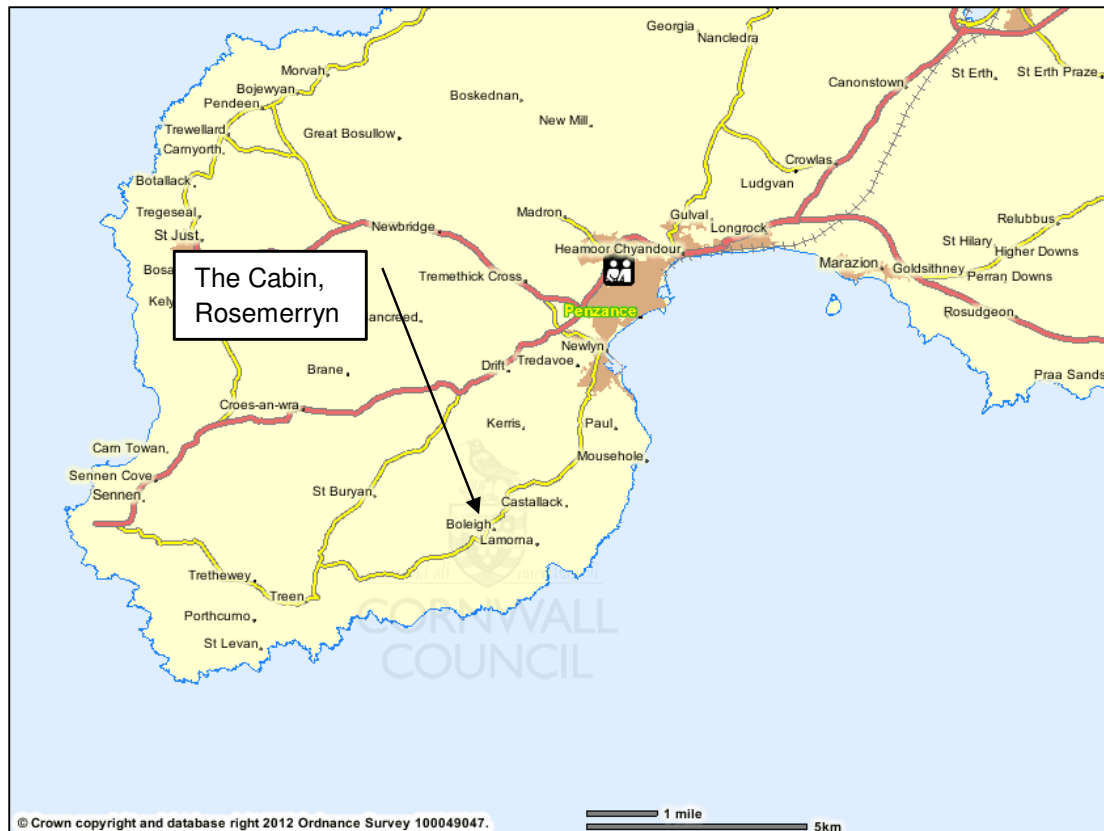 Georgia
Nancledra
Morvah
Canonstown
St Erth
St Erth Praze
Bojewyan
Pendeen
Boskednan
Trewellard
Great Bosullow
New Mill
Carnyorth
Crowlas
Botallack
Ludgvan
Tregeseal
Madron
Gulval
Relubbus
St Just
Newbridge
Longrock
St Hilary
Heamoor
Chyandour
Higher Downs
Marazion
Goldsithney
Perran Downs
Tremethick Cross
The Cabin,
Rosemerryn
Penzance
Rosudgeon
Newlyn
Drift
Tredavoe
Brane
Praa Sands
Croes-an-wra
Kerris
Paul
Carn Towan
Mousehole
Sennen Cove
Sennen
St Buryan
Castallack
Boleigh
Lamorna
Trethewey
Treen
Porthcurno
CORNWALL
St Levan
COUNCIL
1 mile
© Crown copyright and database right 2012 Ordnance Survey 100049047.
5km